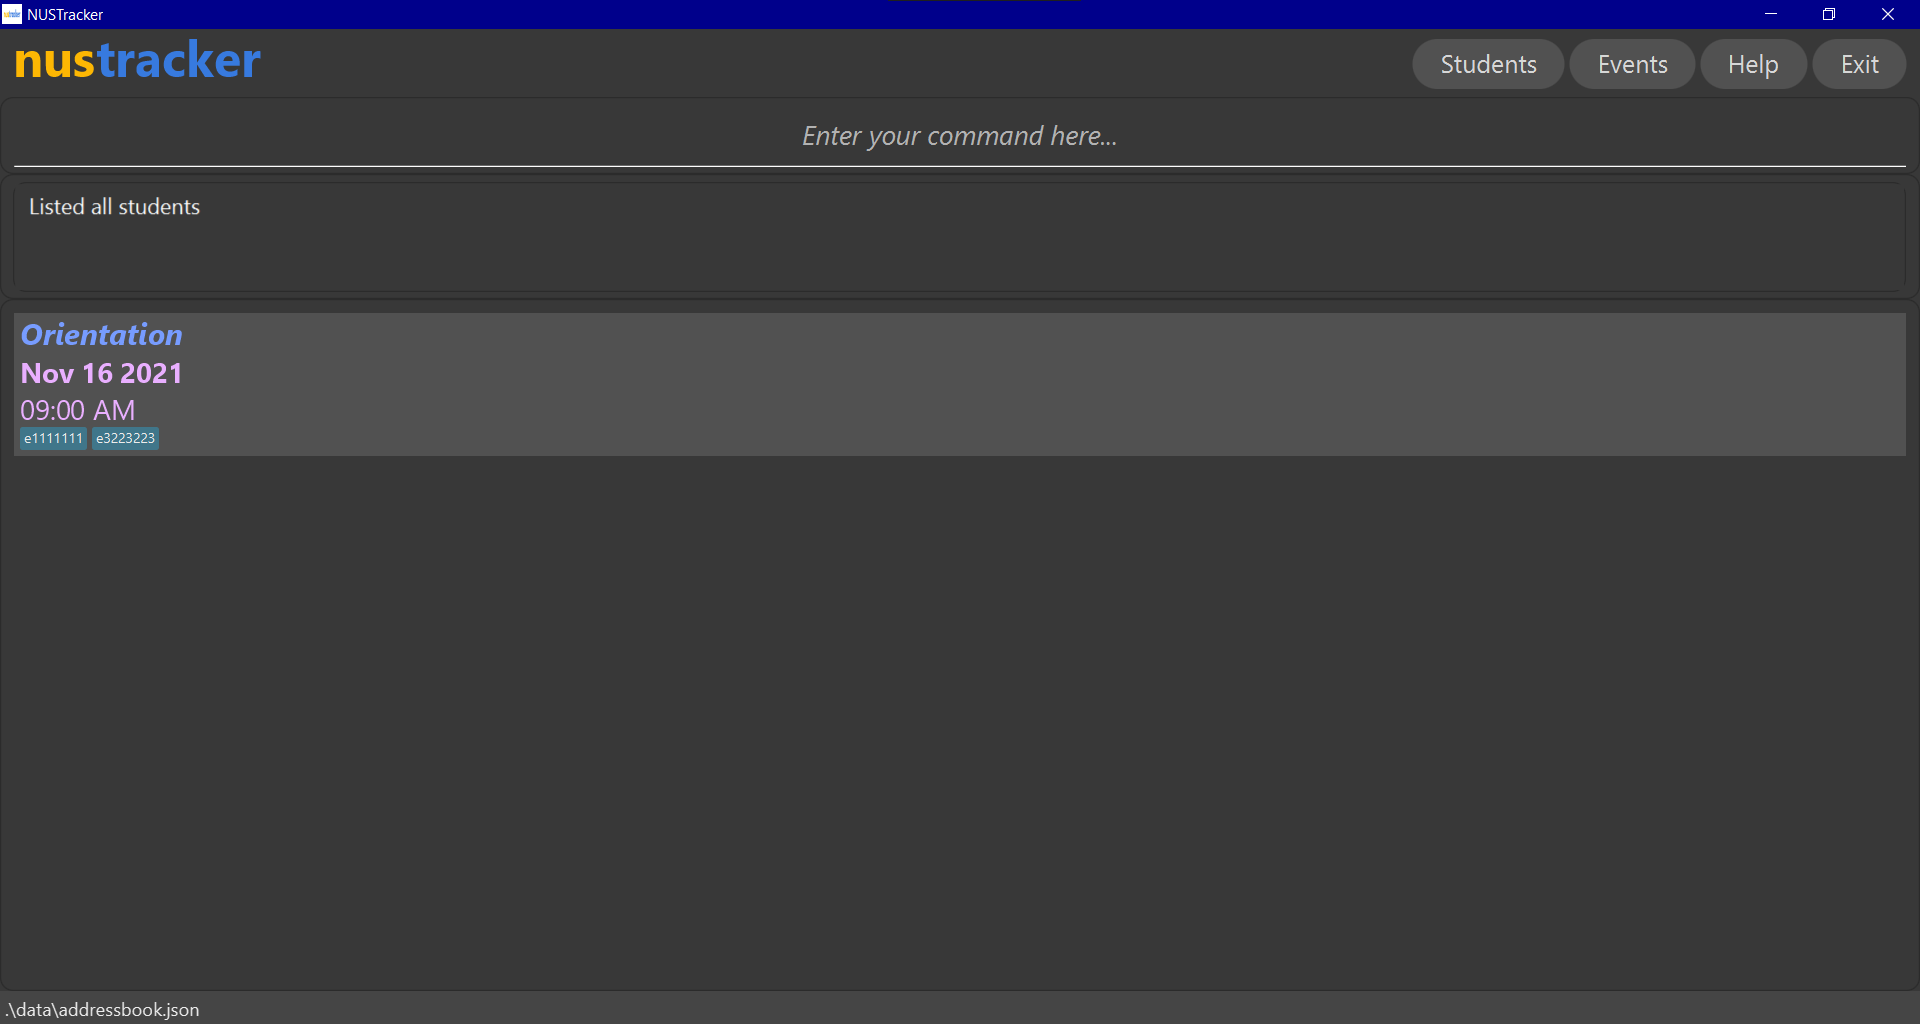 NUSTracker
nustracker
Students Events Help Exit
Enter your command here...
Listed all students
Orientation
Nov 16 2021
09:00 AM
e1111111 e3223223
.\data\addressbook.json